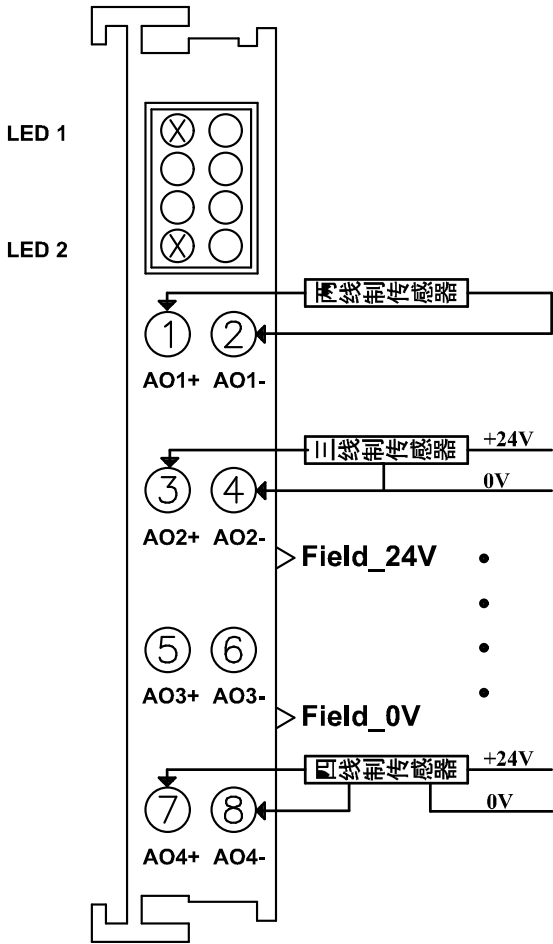 LED 1
LED 2
两线制传感器
① ②
AO1+ AO1-
三线制传感器 +24V
0V
③ ④
AO2+ AO2-
Field_24V
⑤ ⑥
AO3+ AO3-
Field_0V
四线制传感器 +24V
0V
⑦ ⑧
AO4+ AO4-